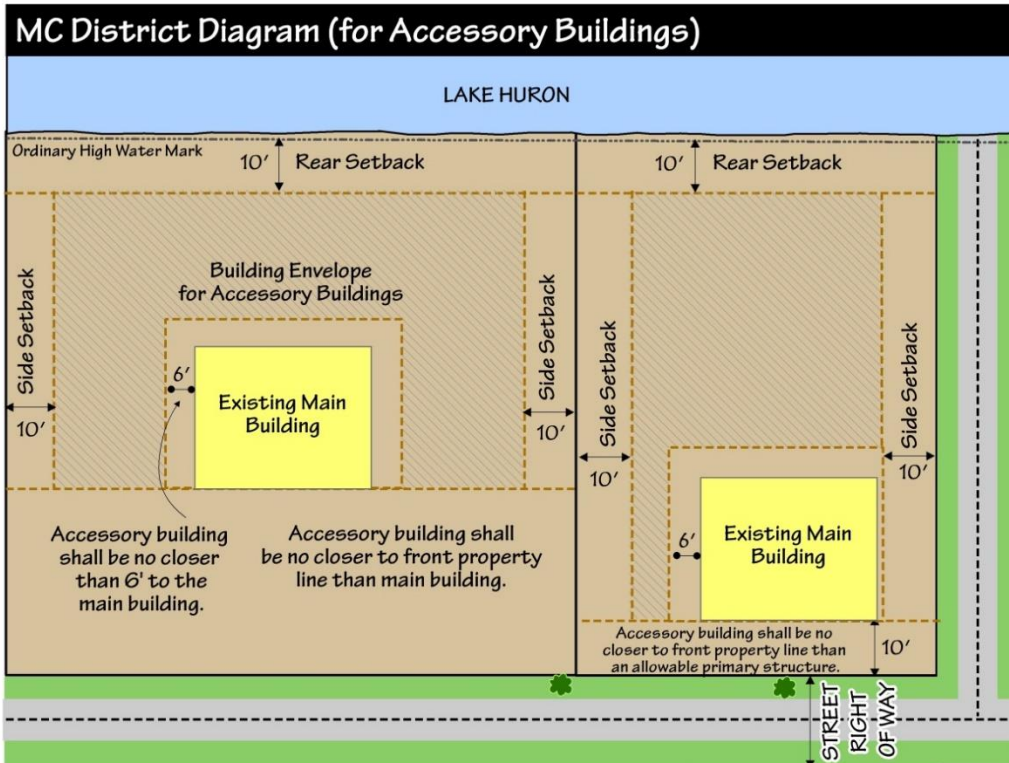 MC District Diagram (for Accessory Buildings)
LAKE HURON
Ordinary High Water Mark
10' Rear Setback
10' Rear Setback
Side Setback
10'
Building Envelope
for Accessory Buildings
6'
Existing Main
Building
Side Setback
10'
Accessory building
shall be no closer
than 6' to the
main building.
Accessory building shall
be no closer to front property
line than main building.
Side Setback
10'
Side Setback
10'
6'
Existing Main
Building
Accessory building shall be no
closer to front property line than
an allowable primary structure.
10'
STREET
RIGHT
OF WAY